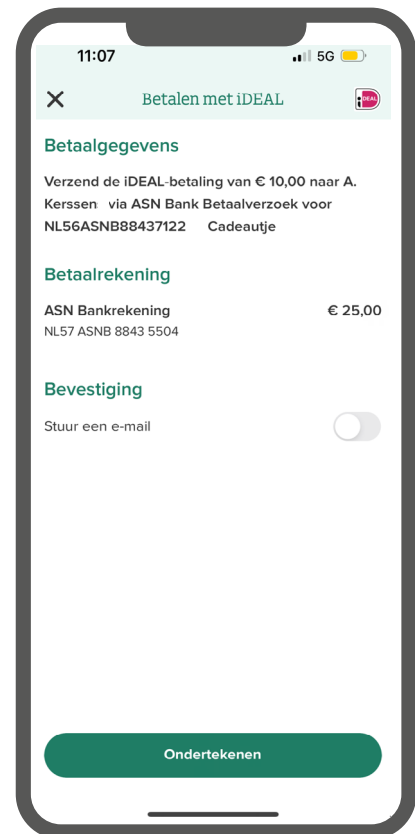 11:07 5G
Betalen met iDEAL iDEAL
Betaalgegevens
Verzend de iDEAL-betaling van € 10,00 naar A.
Kerssen via ASN Bank Betaalverzoek voor
NL56ASNB88437122 Cadeautje
Betaalrekening
ASN Bankrekening € 25,00
NL57 ASNB 8843 5504
Bevestiging
Stuur een e-mail
Ondertekenen